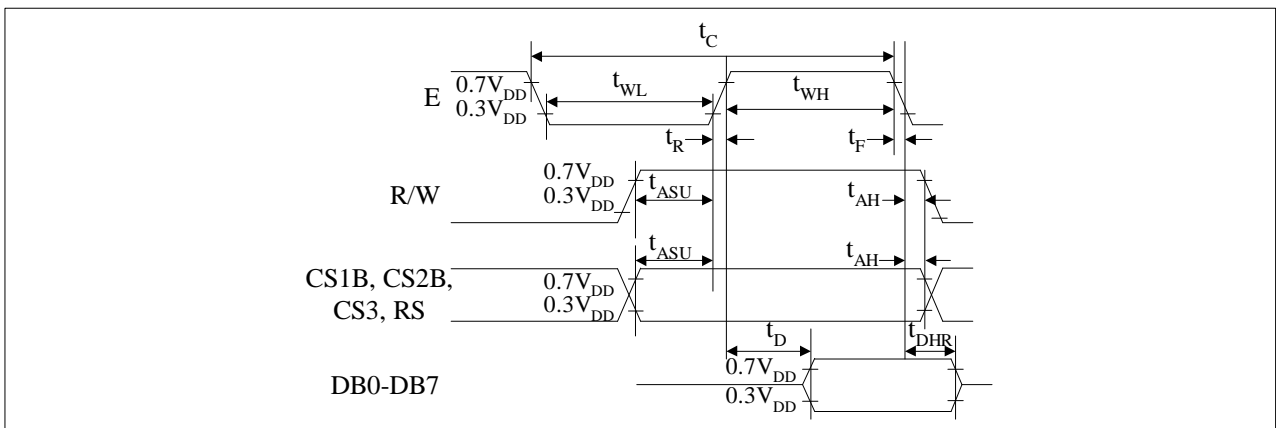 tC
E
0.7VDD
0.3VDD
tWL
tWH
tR
tF
R/W
0.7VDD
0.3VDD
tASU
tAH
CS1B, CS2B,
CS3, RS
0.7VDD
0.3VDD
tASU
tAH
tD
tDHR
DB0-DB7
0.7VDD
0.3VDD